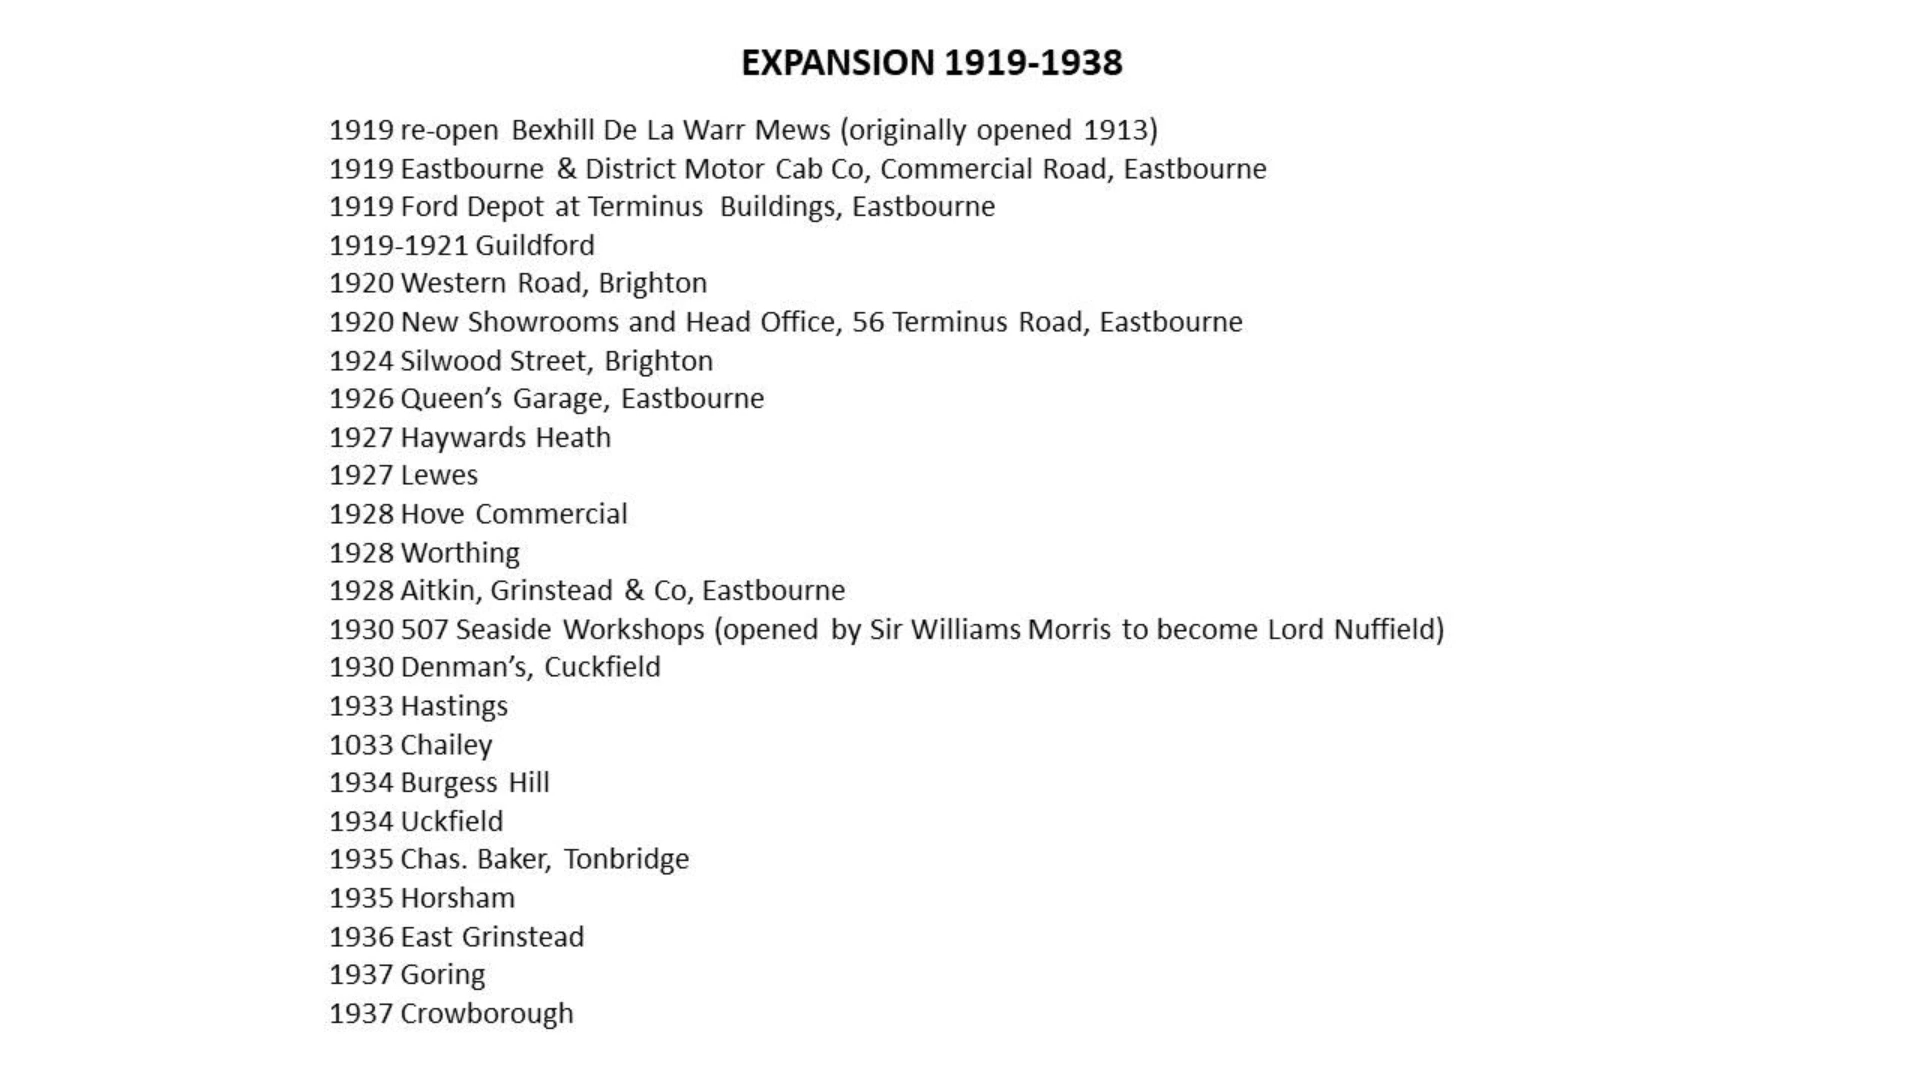 EXPANSION 1919-1938
1919 re-open Bexhill De La Warr Mews (originally opened 1913)
1919 Eastbourne & District Motor Cab Co, Commercial Road, Eastbourne
1919 Ford Depot at Terminus Buildings, Eastbourne
1919-1921 Guildford
1920 Western Road, Brighton
1920 New Showrooms and Head Office, 56 Terminus Road, Eastbourne
1924 Silwood Street, Brighton
1926 Queen’s Garage, Eastbourne
1927 Haywards Heath
1927 Lewes
1928 Hove Commercial
1928 Worthing
1928 Aitkin, Grinstead & Co, Eastbourne
1930 507 Seaside Workshops (opened by Sir Williams Morris to become Lord Nuffield)
1930 Denman’s, Cuckfield
1933 Hastings
1033 Chailey
1934 Burgess Hill
1934 Uckfield
1935 Chas. Baker, Tonbridge
1935 Horsham
1936 East Grinstead
1937 Goring
1937 Crowborough